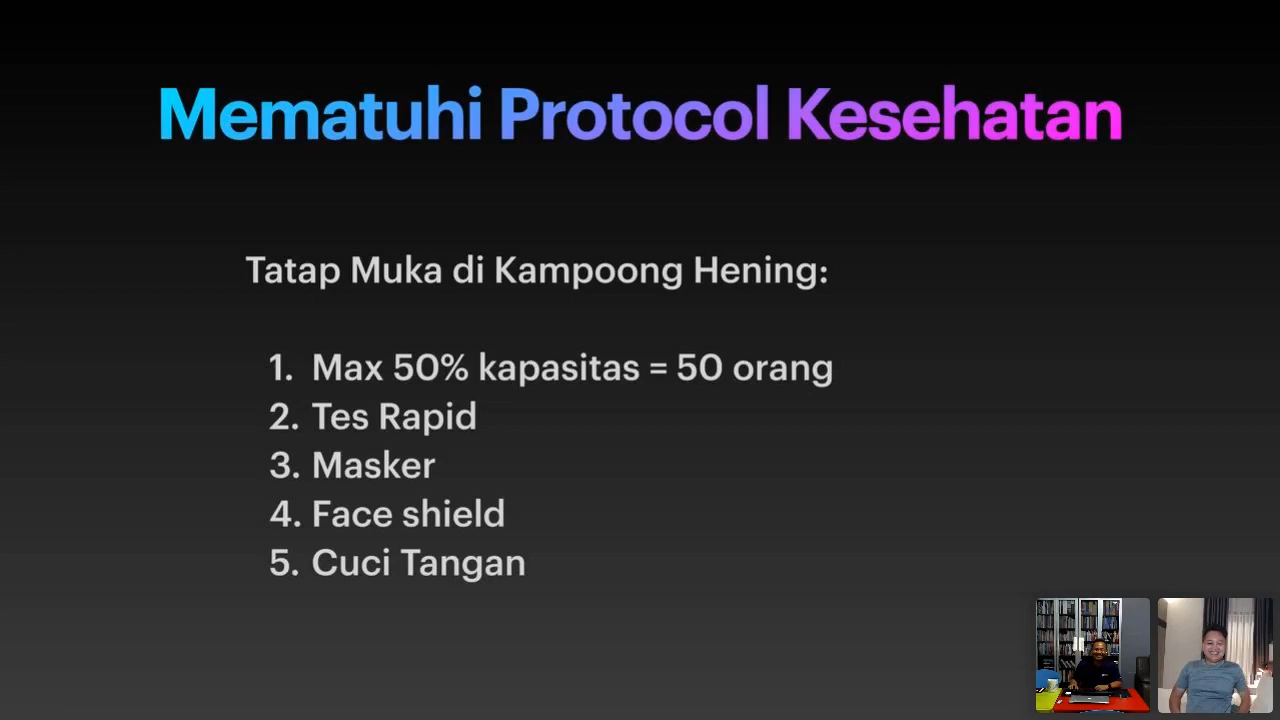 Mematuhi Protocol Kesehatan
Tatap Muka di Kampoong Hening:
1. Max 50% kapasitas = 50 orang
2. Tes Rapid
3. Masker
4. Face shield
5. Cuci Tangan